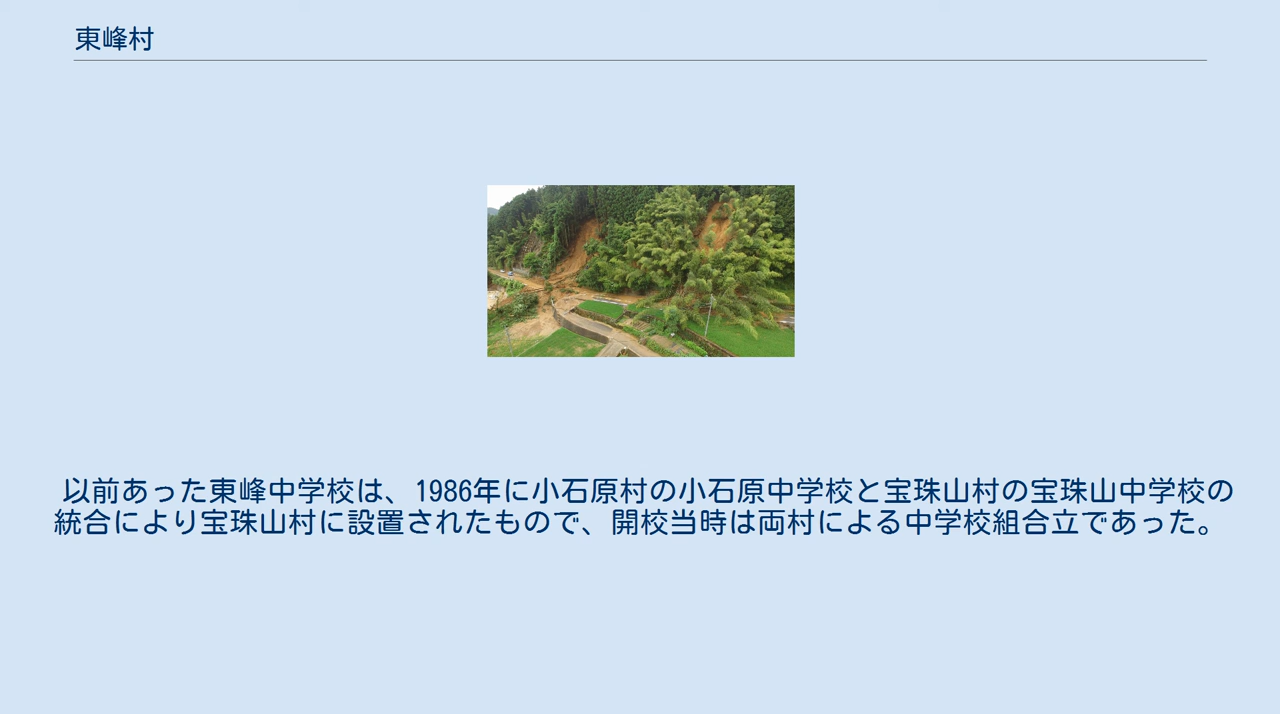 東峰村
以前あった東峰中学校は、1986年に小石原村の小石原中学校と宝珠山村の宝珠山中学校の
統合により宝珠山村に設置されたもので、開校当時は両村による中学校組合立であった。